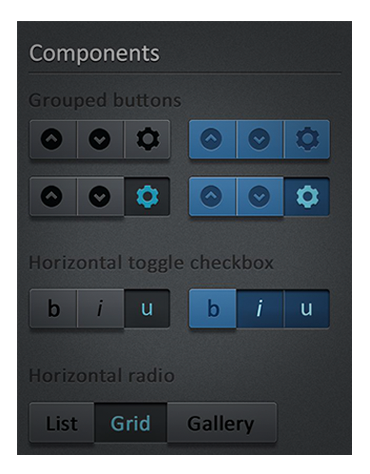 Components
Grouped buttons
Horizontal toggle checkbox
b i u b i u
Horizontal radio
List Grid Gallery